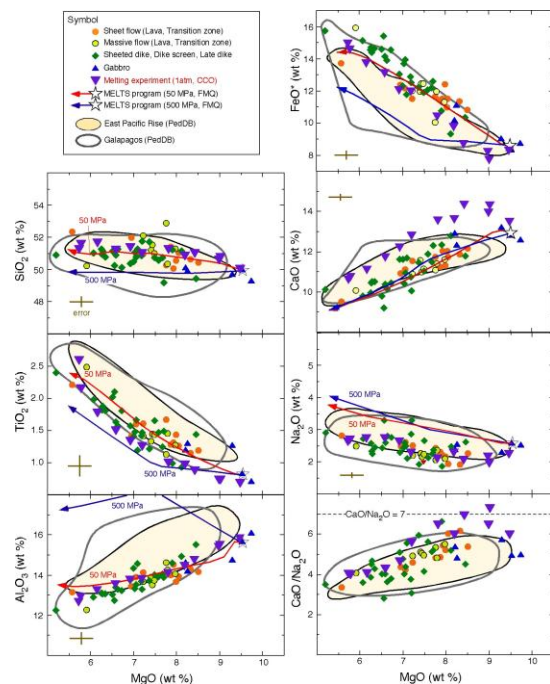 Symbol
Sheet flow (Lava, Transition zone)
Massive flow (Lava, Transition zone)
Sheeted dike, Dike screen, Late dike
Gabbro
Melting experiment (1atm, CCO)
MELTS program (50 MPa, FMQ)
MELTS program (500 MPa, FMQ)
East Pacific Rise (PedDB)
Galapagos (PedDB)
SiO2 (wt %)
54
52
50
48
50 MPa
500 MPa
error
TiO2 (wt %)
2.5
2.0
1.5
1.0
50 MPa
500 MPa
Al2O3 (wt %)
16
14
12
500 MPa
50 MPa
6
7
8
9
10
MgO (wt %)
FeO* (wt %)
16
14
12
10
8
CaO (wt %)
14
12
10
Na2O (wt %)
5
4
3
2
500 MPa
50 MPa
CaO/Na2O
6
4
2
0
CaO/Na2O = 7
6
7
8
9
10
MgO (wt %)